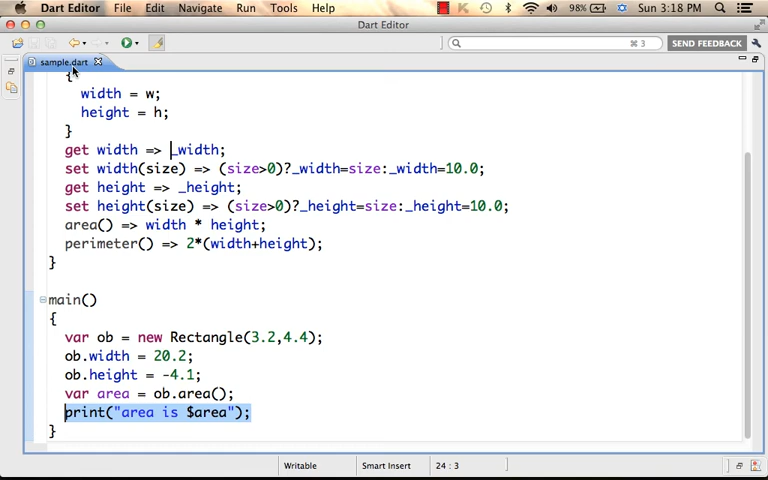 Dart Editor File Edit Navigate Run Tools Help 98% Sun 3:18 PM
Dart Editor
⌘ 3 SEND FEEDBACK
sample.dart
{
width = w;
height = h;
}
get width => _width;
set width(size) => (size>0)?_width=size:_width=10.0;
get height => _height;
set height(size) => (size>0)?_height=size:_height=10.0;
area() => width * height;
perimeter() => 2*(width+height);
}
main()
{
var ob = new Rectangle(3.2,4.4);
ob.width = 20.2;
ob.height = -4.1;
var area = ob.area();
print("area is $area");
}
Writable Smart Insert 24 : 3